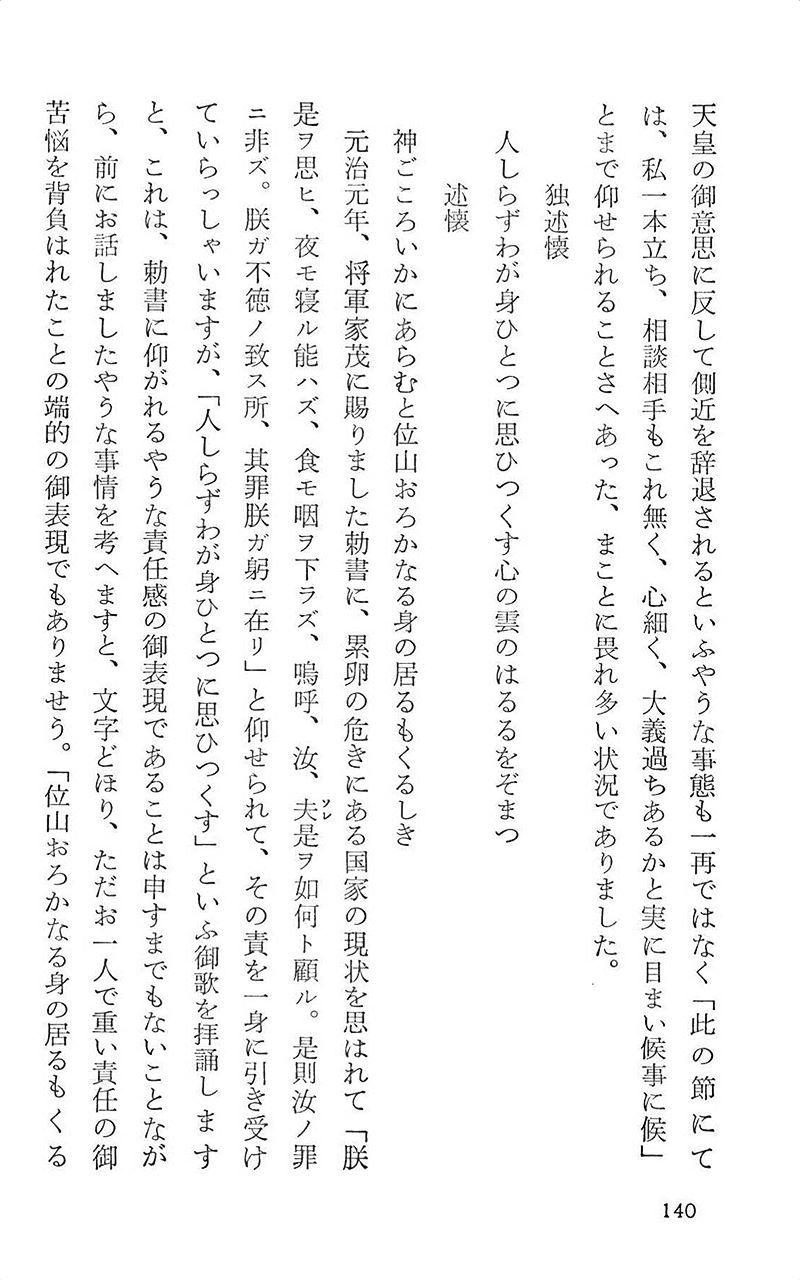 天皇の御意思に反して側近を辞退されるといふやうな事態も一再ではなく「此の節にて
は、私一本立ち、相談相手もこれ無く、心細く、大義過ちあるかと実に目まい候事に候」
とまで仰せられることさへあった、まことに畏れ多い状況でありました。
独述懐
人しらずわが身ひとつに思ひつくす心の雲のはるるをぞまつ
述懐
神ごころいかにあらむと位山おろかなる身の居るもくるしき
元治元年、将軍家茂に賜りました勅書に、累卵の危きにある国家の現状を思はれて「朕
是ヲ思ヒ、夜モ寝ル能ハズ、食モ咽ヲ下ラズ、嗚呼、汝、夫ソレ是ヲ如何ト顧ル。是則汝ノ罪
ニ非ズ。朕ガ不徳ノ致ス所、其罪朕ガ躬ニ在リ」と仰せられて、その責を一身に引き受け
ていらっしゃいますが、「人しらずわが身ひとつに思ひつくす」といふ御歌を拝誦します
と、これは、勅書に仰がれるやうな責任感の御表現であることは申すまでもないことなが
ら、前にお話しましたやうな事情を考へますと、文字どほり、ただお一人で重い責任の御
苦悩を背負はれたことの端的の御表現でもありませう。「位山おろかなる身の居るもくる
140